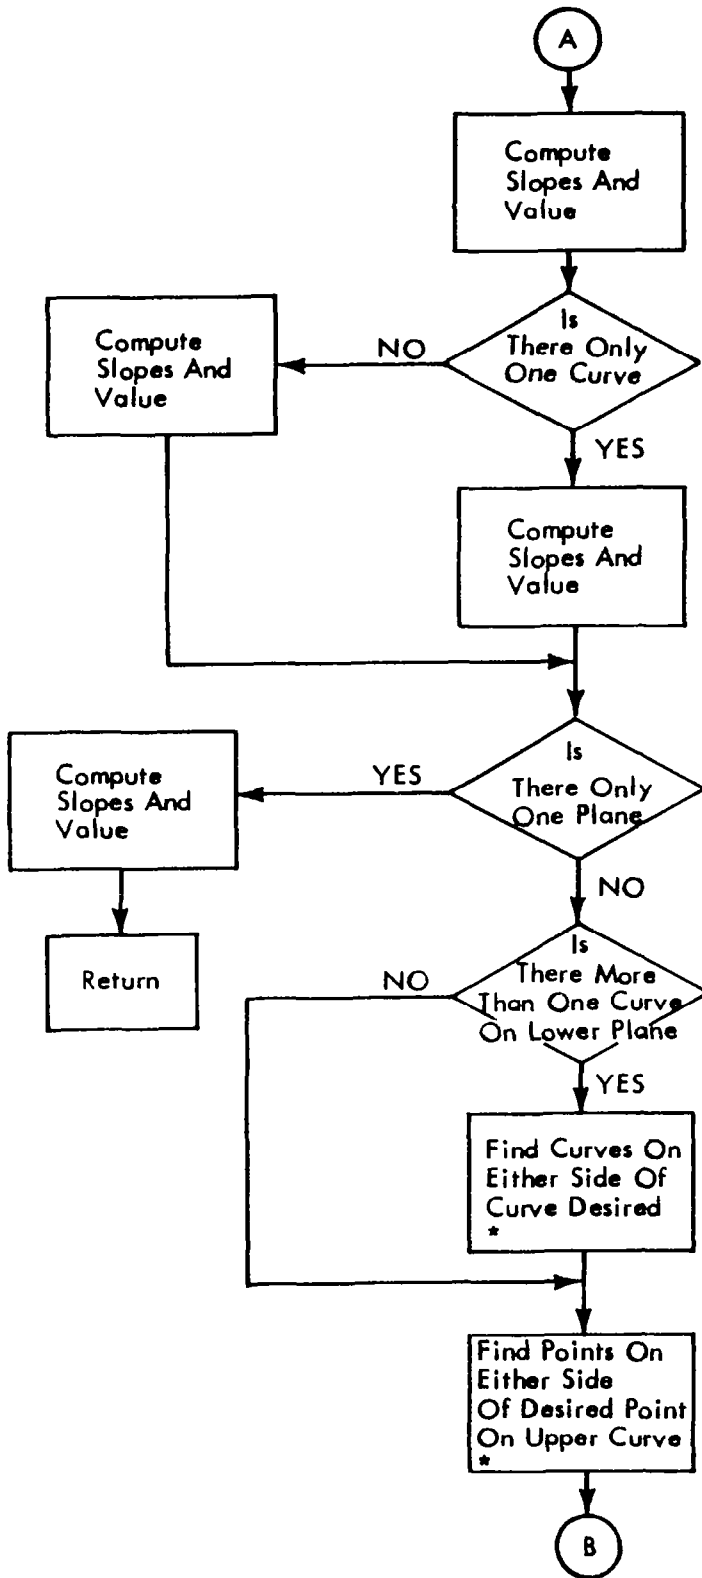 A
Compute
Slopes And
Value
Is
There Only
One Curve
NO
YES
Compute
Slopes And
Value
Compute
Slopes And
Value
Is
There Only
One Plane
YES
NO
Compute
Slopes And
Value
Return
Is
There More
Than One Curve
On Lower Plane
NO
YES
Find Curves On
Either Side Of
Curve Desired
*
Find Points On
Either Side
Of Desired Point
On Upper Curve
*
B